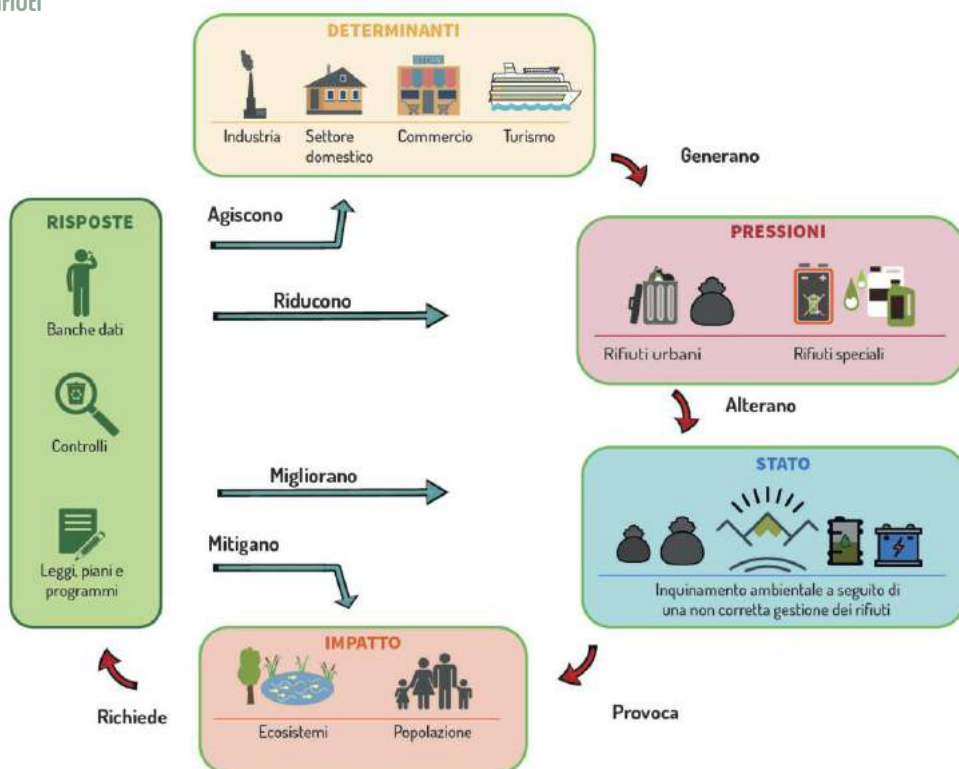 DETERMINANTI
STORE
Industria
Settore
domestico
Commercio
Turismo
Generano
RISPOSTE
Banche dati
Controlli
Leggi, piani e
programmi
Agiscono
Riducono
Migliorano
Mitigano
PRESSIONI
Rifiuti urbani
Rifiuti speciali
Alterano
STATO
Inquinamento ambientale a seguito di
una non corretta gestione dei rifiuti
IMPATTO
Ecosistemi
Popolazione
Provoca
Richiede